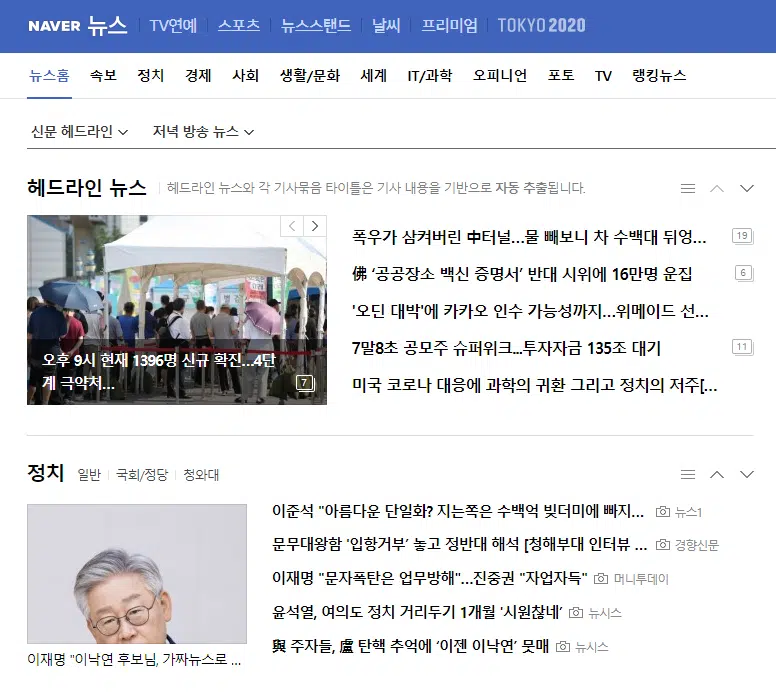 NAVER 뉴스 TV연예 스포츠 뉴스스탠드 날씨 프리미엄 TOKYO 2020
뉴스홈 속보 정치 경제 사회 생활/문화 세계 IT/과학 오피니언 포토 TV 랭킹뉴스
신문 헤드라인 저녁 방송 뉴스
헤드라인 뉴스 헤드라인 뉴스와 각 기사묶음 타이틀은 기사 내용을 기반으로 자동 추출됩니다.
오후 9시 현재 1396명 신규 확진…4단
계 극약처... 7
폭우가 삼켜버린 中터널…물 빼보니 차 수백대 뒤엉... 19
佛 ‘공공장소 백신 증명서’ 반대 시위에 16만명 운집 6
'오딘 대박'에 카카오 인수 가능성까지…위메이드 선...
7말8초 공모주 슈퍼위크...투자자금 135조 대기 11
미국 코로나 대응에 과학의 귀환 그리고 정치의 저주[...
정치 일반 국회/정당 청와대
이재명 "이낙연 후보님, 가짜뉴스로 ...
이준석 "아름다운 단일화? 지는쪽은 수백억 빚더미에 빠지... 뉴스1
문무대왕함 '입항거부’ 놓고 정반대 해석 [청해부대 인터뷰 ... 경향신문
이재명 "문자폭탄은 업무방해"…진중권 "자업자득" 머니투데이
윤석열, 여의도 정치 거리두기 1개월 '시원찮네’ 뉴시스
與 주자들, 盧 탄핵 추억에 ‘이젠 이낙연’ 뭇매 뉴시스